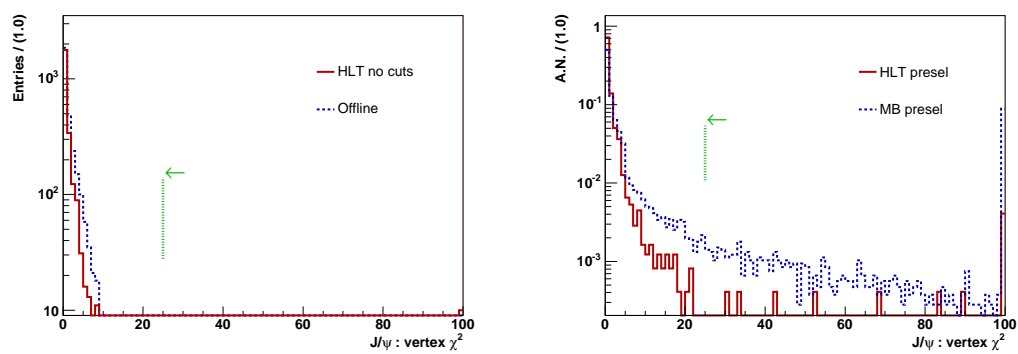 Entries / (1.0)
10³
10²
10
HLT no cuts
Offline
0 20 40 60 80 100
J/ψ : vertex χ²
A.N. / (1.0)
1
10⁻¹
10⁻²
10⁻³
HLT presel
MB presel
0 20 40 60 80 100
J/ψ : vertex χ²